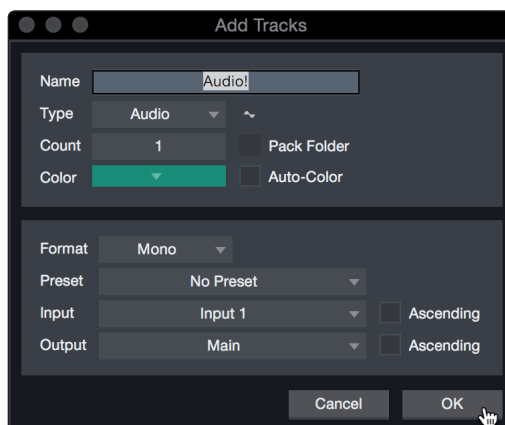 Add Tracks
Name Audio!
Type Audio
Count 1 Pack Folder
Color Auto-Color
Format Mono
Preset No Preset
Input Input 1 Ascending
Output Main Ascending
Cancel OK